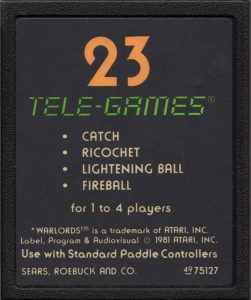 23
TELE-GAMES®
• CATCH
• RICOCHET
• LIGHTENING BALL
• FIREBALL
for 1 to 4 players
*WARLORDS™ is a trademark of ATARI, INC.
Label, Program & Audiovisual © 1981 ATARI, INC.
Use with Standard Paddle Controllers
SEARS, ROEBUCK AND CO. 49 75127